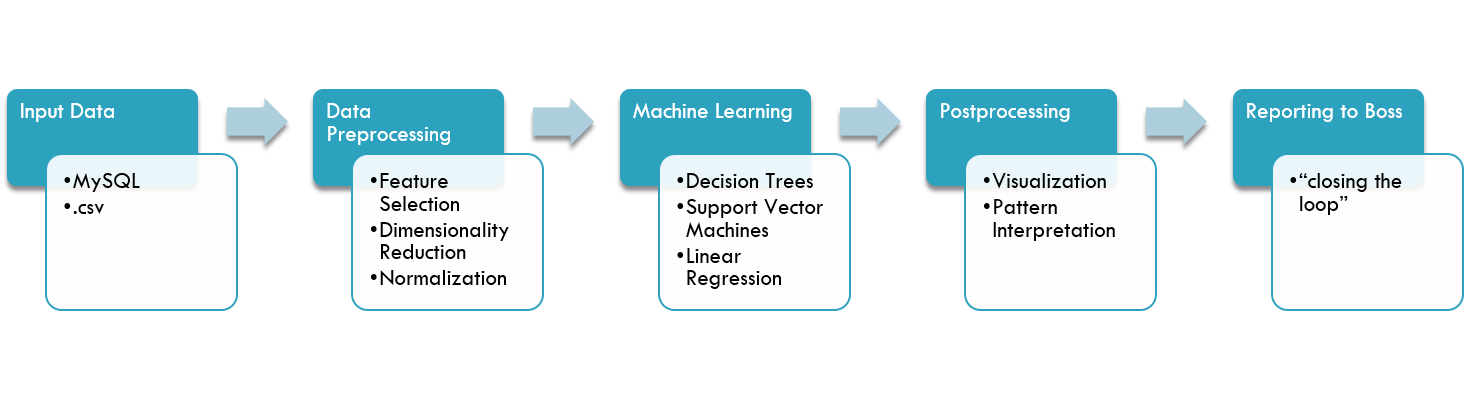 Input Data
•MySQL
•.csv
Data
Preprocessing
•Feature
Selection
•Dimensionality
Reduction
•Normalization
Machine Learning
•Decision Trees
•Support Vector
Machines
•Linear
Regression
Postprocessing
•Visualization
•Pattern
Interpretation
Reporting to Boss
•“closing the
loop”